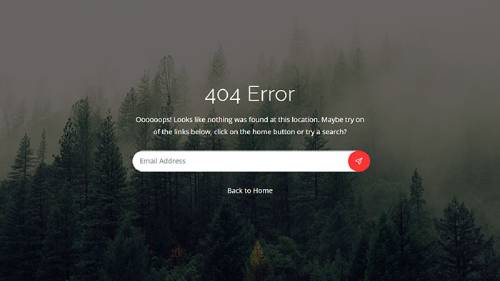 404 Error
Oooooops! Looks like nothing was found at this location. Maybe try on
of the links below, click on the home button or try a search?
Email Address
Back to Home